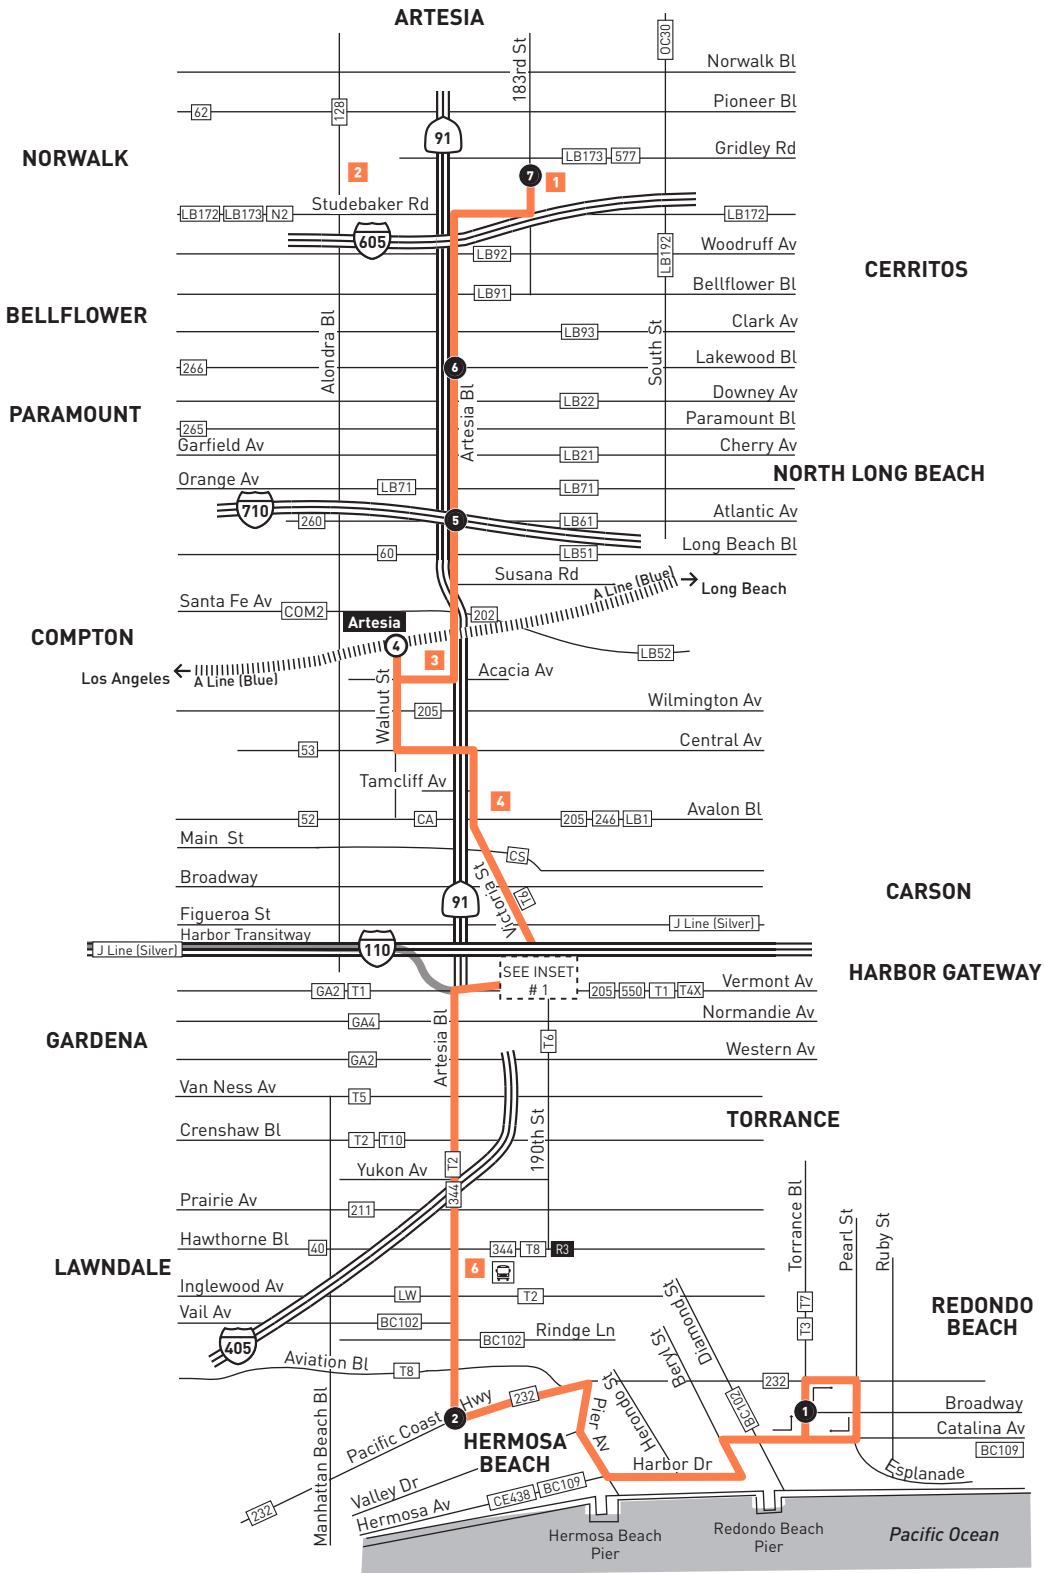 ARTESIA
183rd St
OC30
Norwalk Bl
62
128
Pioneer Bl
91
NORWALK
LB173
577
Gridley Rd
2
7
1
LB172
LB173
N2
Studebaker Rd
LB172
605
LB92
LB192
Woodruff Av
CERRITOS
LB91
Bellflower Bl
BELLFLOWER
Alondra Bl
LB93
South St
Clark Av
266
6
Lakewood Bl
PARAMOUNT
Artesia Bl
LB22
Downey Av
265
Paramount Bl
Garfield Av
LB21
Cherry Av
NORTH LONG BEACH
Orange Av
LB71
LB71
710
260
5
LB61
Atlantic Av
60
LB51
Long Beach Bl
Susana Rd
A Line (Blue)
Long Beach
Santa Fe Av
COM2
202
Artesia
COMPTON
4
3
LB52
Los Angeles
A Line (Blue)
Walnut St
Acacia Av
205
Wilmington Av
53
Central Av
Tamcliff Av
4
52
CA
205
246
LB1
Avalon Bl
Main St
CS
Broadway
Victoria St
T6
91
CARSON
Figueroa St
J Line (Silver)
Harbor Transitway
J Line (Silver)
110
SEE INSET
# 1
HARBOR GATEWAY
GA2
T1
205
550
T1
T4X
Vermont Av
GA4
Artesia Bl
Normandie Av
GARDENA
T6
GA2
Western Av
Van Ness Av
T5
TORRANCE
Crenshaw Bl
T2
T10
190th St
T2
Yukon Av
344
Prairie Av
211
Torrance Bl
Pearl St
Ruby St
Hawthorne Bl
40
344
T8
R3
LAWNDALE
6
Inglewood Av
LW
T2
Diamond St
T7
REDONDO
BEACH
Vail Av
BC102
T3
405
BC102
Rindge Ln
Beryl St
Aviation Bl
T8
232
Manhattan Beach Bl
Pacific Coast Hwy
232
2
Herondo St
Pier Av
BC102
1
Broadway
HERMOSA
BEACH
Catalina Av
BC109
Harbor Dr
Esplanade
Valley Dr
232
Hermosa Av
CE438
BC109
Hermosa Beach
Pier
Redondo Beach
Pier
Pacific Ocean